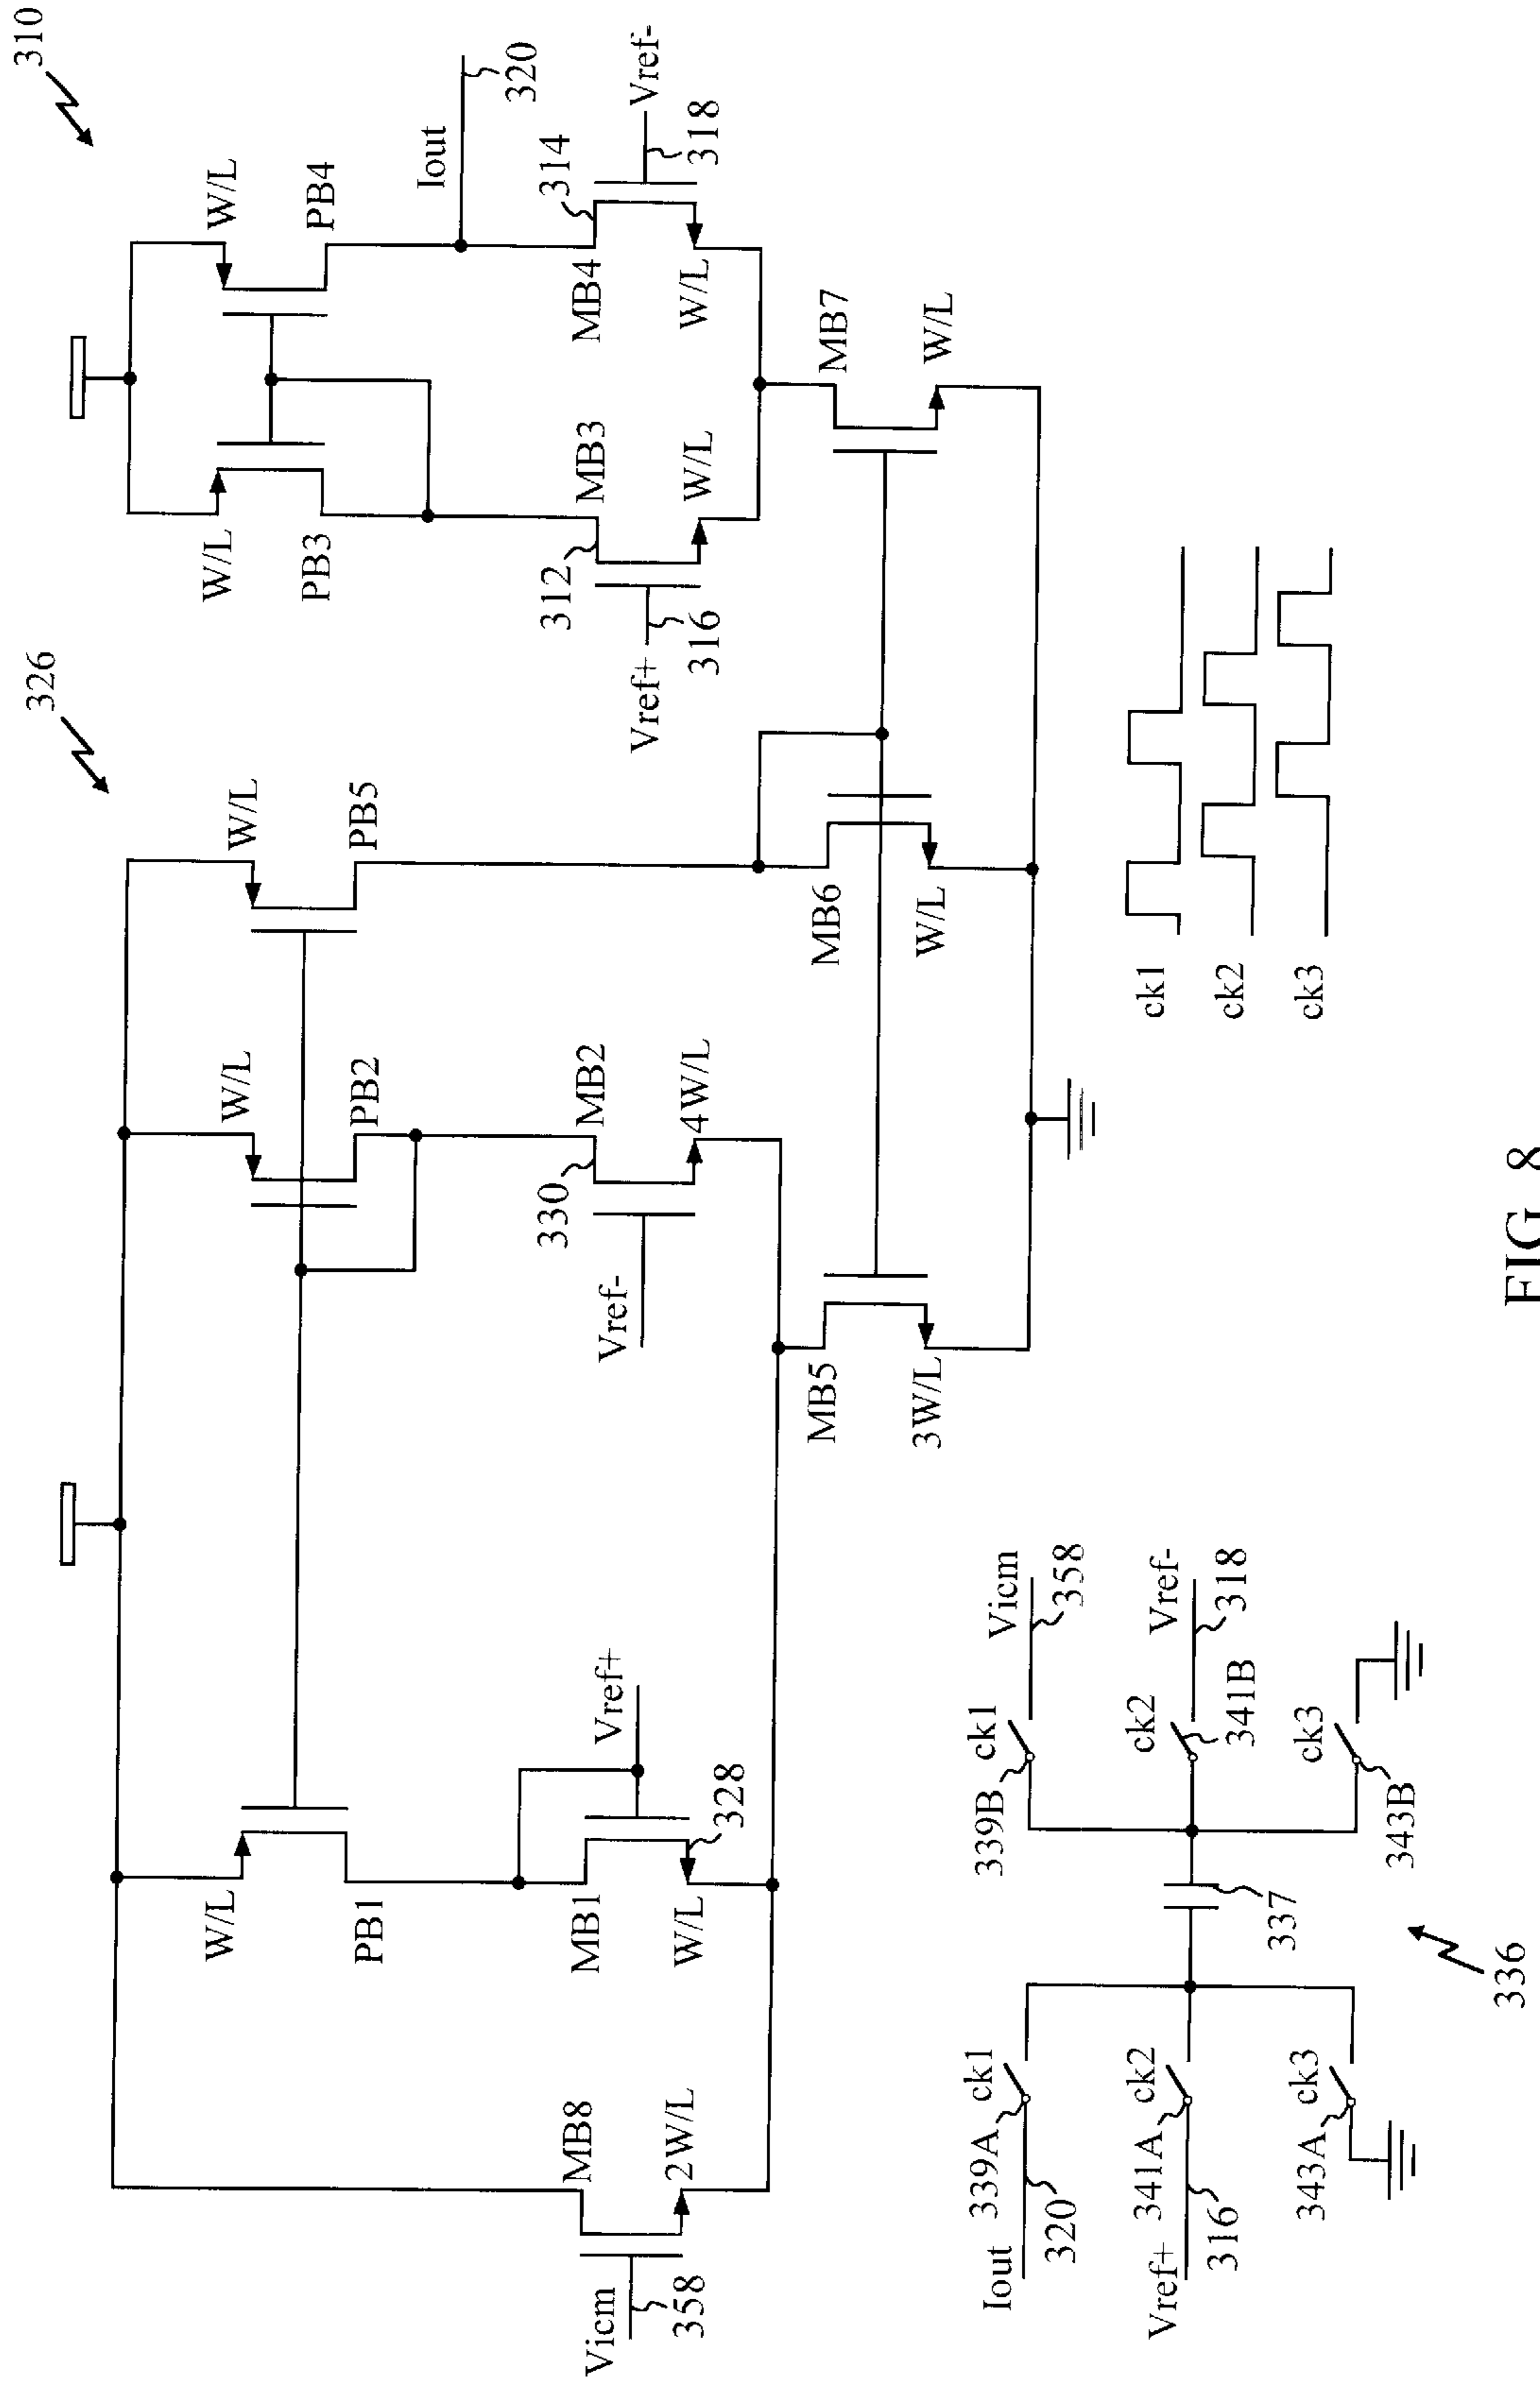 310
326
W/L
PB1
W/L
PB2
W/L
PB5
W/L
PB3
W/L
PB4
Iout
320
Vicm
358
MB8
2W/L
MB1
W/L
328
Vref+
Vref-
330
MB2
4W/L
Vref+
316
312
MB3
W/L
MB4
314
W/L
Vref-
318
MB5
3W/L
MB6
W/L
MB7
W/L
Iout
320
339A
ck1
Vref+
316
341A
ck2
343A
ck3
337
336
339B
ck1
Vicm
358
ck2
341B
Vref-
318
ck3
343B
ck1
ck2
ck3
FIG. 8